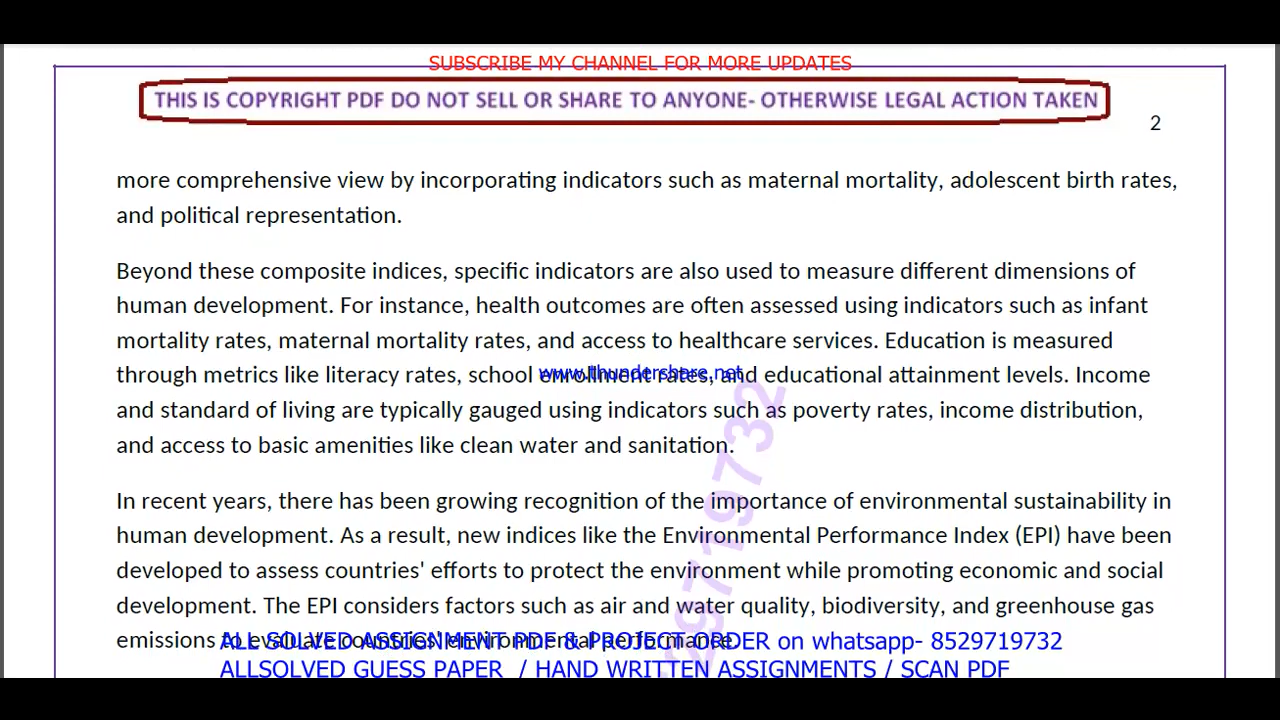 SUBSCRIBE MY CHANNEL FOR MORE UPDATES
THIS IS COPYRIGHT PDF DO NOT SELL OR SHARE TO ANYONE- OTHERWISE LEGAL ACTION TAKEN
2
more comprehensive view by incorporating indicators such as maternal mortality, adolescent birth rates,
and political representation.
Beyond these composite indices, specific indicators are also used to measure different dimensions of
human development. For instance, health outcomes are often assessed using indicators such as infant
mortality rates, maternal mortality rates, and access to healthcare services. Education is measured
www.thundershare.net
through metrics like literacy rates, school enrollment rates, and educational attainment levels. Income
and standard of living are typically gauged using indicators such as poverty rates, income distribution,
and access to basic amenities like clean water and sanitation.
In recent years, there has been growing recognition of the importance of environmental sustainability in
human development. As a result, new indices like the Environmental Performance Index (EPI) have been
developed to assess countries' efforts to protect the environment while promoting economic and social
development. The EPI considers factors such as air and water quality, biodiversity, and greenhouse gas
emissions to evaluate countries' environmental performance.
ALL SOLVED ASSIGNMENT PDF & PROJECT ORDER on whatsapp- 8529719732
ALLSOLVED GUESS PAPER / HAND WRITTEN ASSIGNMENTS / SCAN PDF